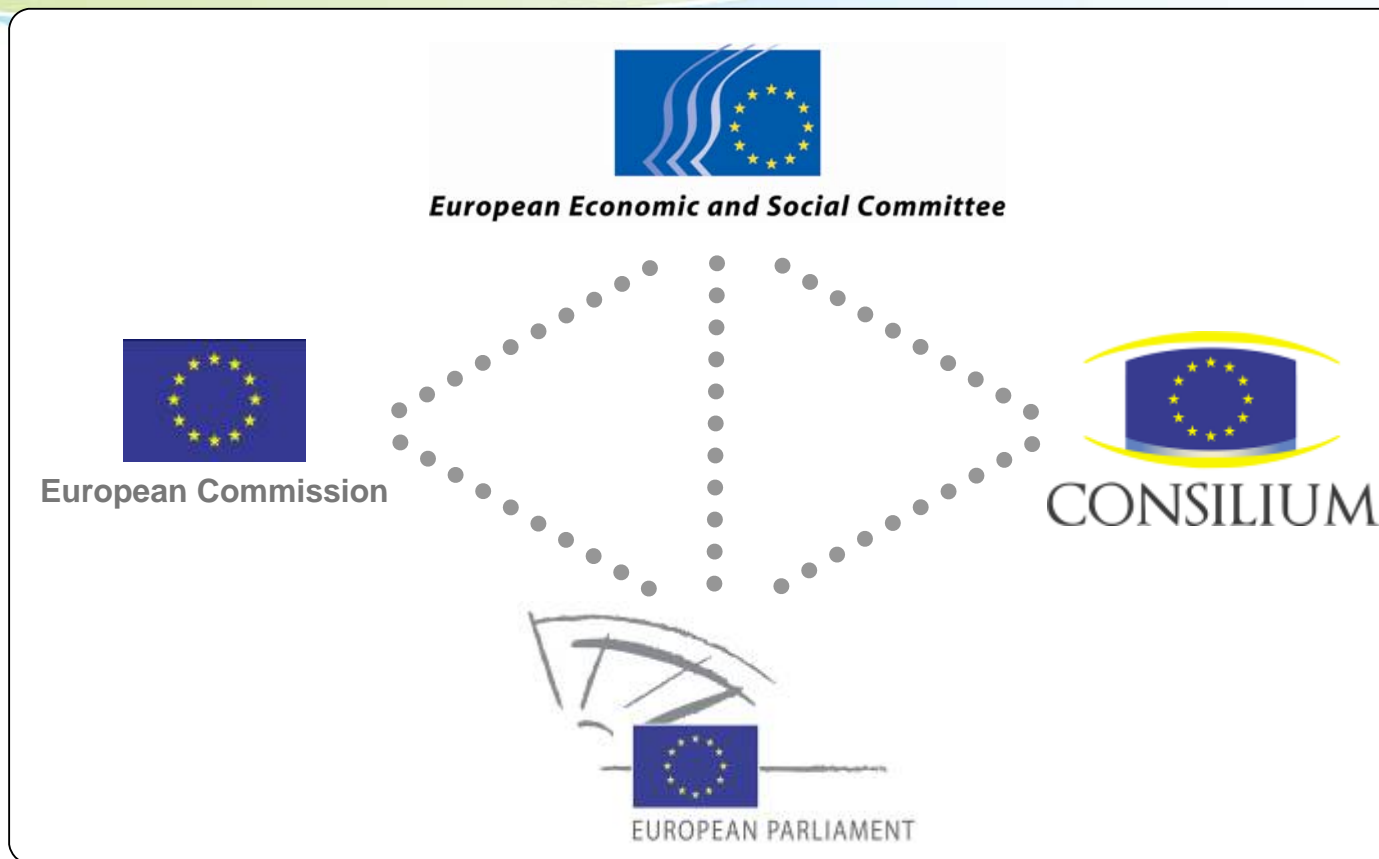 European Economic and Social Committee
European Commission
CONSILIUM
EUROPEAN PARLIAMENT